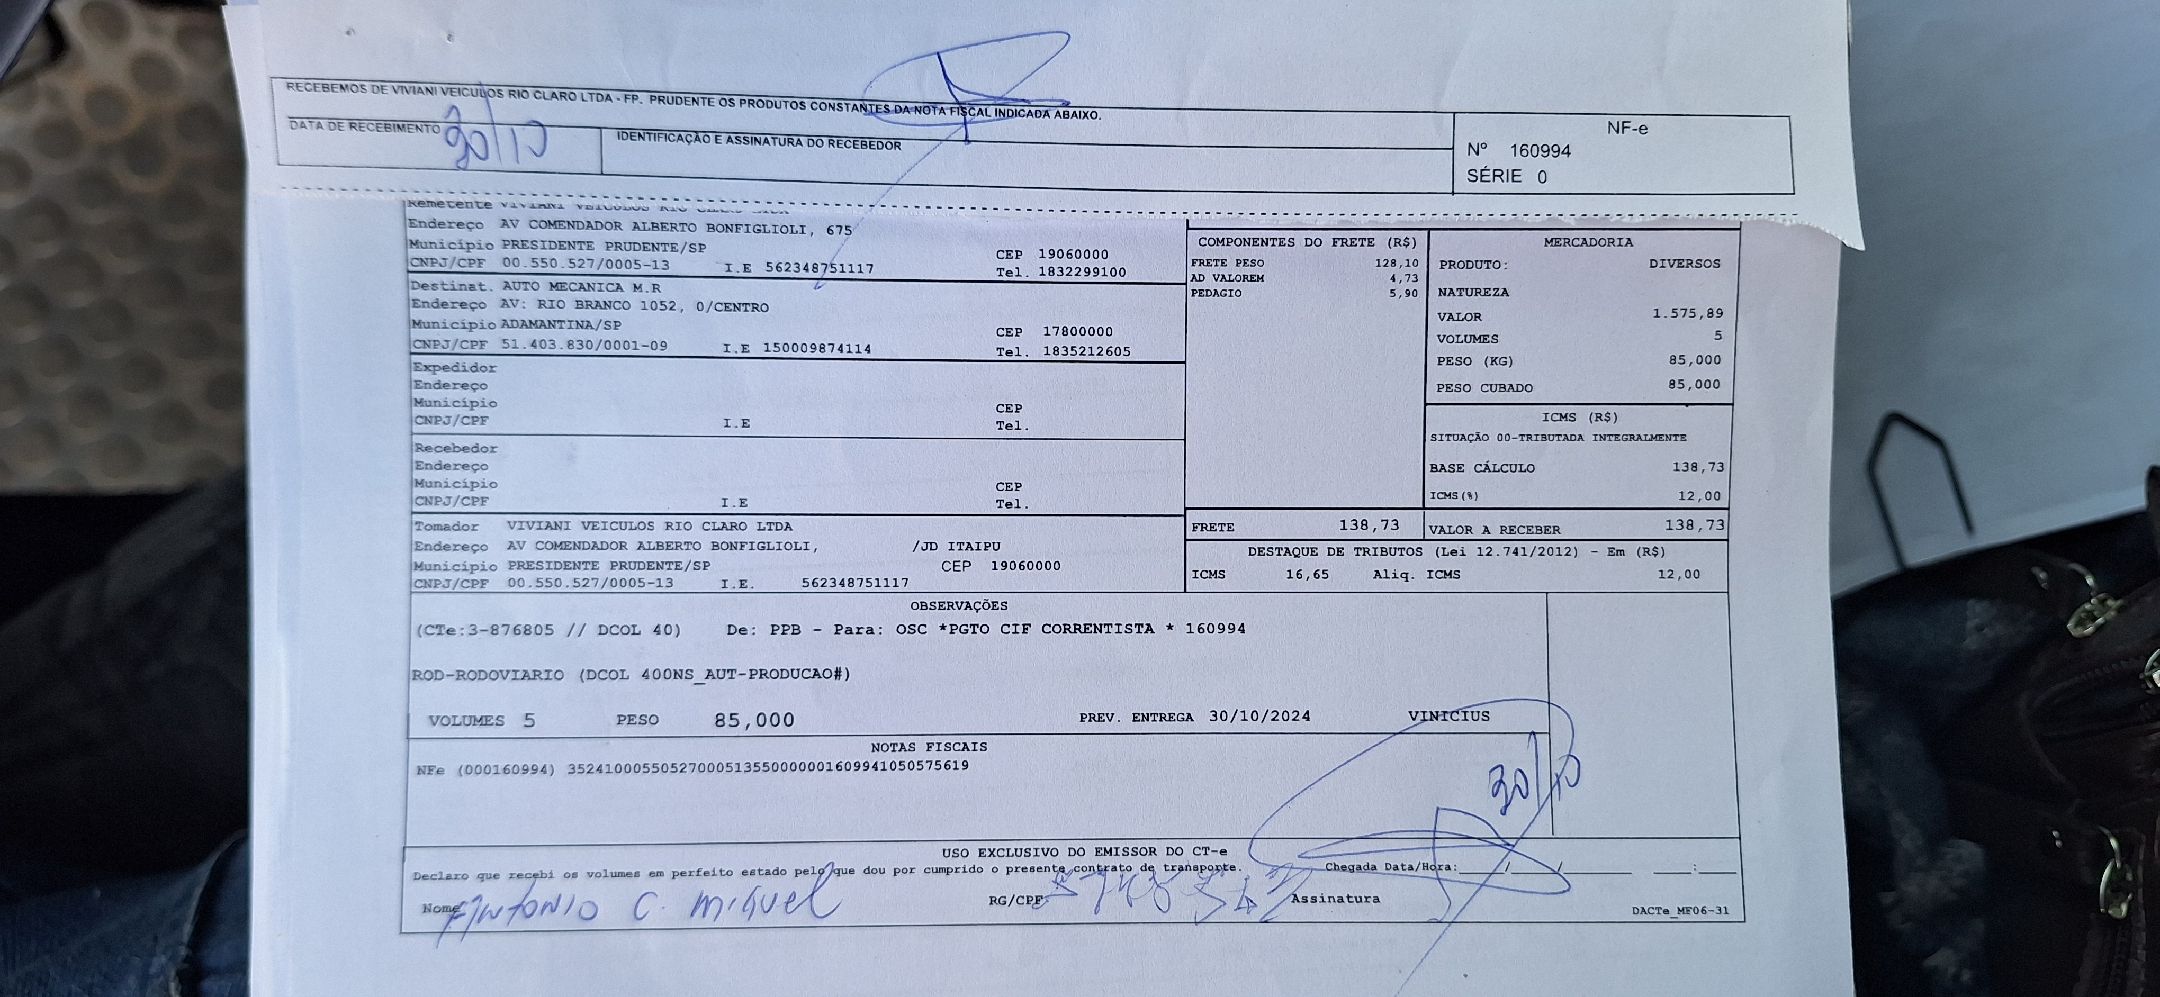 RECEBEMOS DE VIVIANI VEICULOS RIO CLARO LTDA - FP. PRUDENTE OS PRODUTOS CONSTANTES DA NOTA FISCAL INDICADA ABAIXO.
DATA DE RECEBIMENTO 30/10
IDENTIFICAÇÃO E ASSINATURA DO RECEBEDOR
NF-e
Nº 160994
SÉRIE 0
Remetente VIVIANI VEICULOS RIO CLARO LTDA
Endereço AV COMENDADOR ALBERTO BONFIGLIOLI, 675
Município PRESIDENTE PRUDENTE/SP CEP 19060000
CNPJ/CPF 00.550.527/0005-13 I.E 562348751117 Tel. 1832299100
Destinat. AUTO MECANICA M.R
Endereço AV: RIO BRANCO 1052, 0/CENTRO
Município ADAMANTINA/SP CEP 17800000
CNPJ/CPF 51.403.830/0001-09 I.E 150009874114 Tel. 1835212605
Expedidor
Endereço
Município CEP
CNPJ/CPF I.E Tel.
Recebedor
Endereço
Município CEP
CNPJ/CPF I.E Tel.
Tomador VIVIANI VEICULOS RIO CLARO LTDA
Endereço AV COMENDADOR ALBERTO BONFIGLIOLI, /JD ITAIPU
Município PRESIDENTE PRUDENTE/SP CEP 19060000
CNPJ/CPF 00.550.527/0005-13 I.E. 562348751117
COMPONENTES DO FRETE (R$)
FRETE PESO 128,10
AD VALOREM 4,73
PEDAGIO 5,90
MERCADORIA
PRODUTO: DIVERSOS
NATUREZA
VALOR 1.575,89
VOLUMES 5
PESO (KG) 85,000
PESO CUBADO 85,000
ICMS (R$)
SITUAÇÃO 00-TRIBUTADA INTEGRALMENTE
BASE CÁLCULO 138,73
ICMS(%) 12,00
FRETE 138,73 VALOR A RECEBER 138,73
DESTAQUE DE TRIBUTOS (Lei 12.741/2012) - Em (R$)
ICMS 16,65 Aliq. ICMS 12,00
OBSERVAÇÕES
(CTe:3-876805 // DCOL 40) De: PPB - Para: OSC *PGTO CIF CORRENTISTA * 160994
ROD-RODOVIARIO (DCOL 400NS_AUT-PRODUCAO#)
VOLUMES 5 PESO 85,000 PREV. ENTREGA 30/10/2024 VINICIUS
NOTAS FISCAIS
NFe (000160994) 35241000550527000513550000001609941050575619
30/10
USO EXCLUSIVO DO EMISSOR DO CT-e
Declaro que recebi os volumes em perfeito estado pelo que dou por cumprido o presente contrato de transporte. Chegada Data/Hora:____/____/____ ____:____
Nome Antonio C. Miguel RG/CPF Assinatura
DACTe_MF06-31